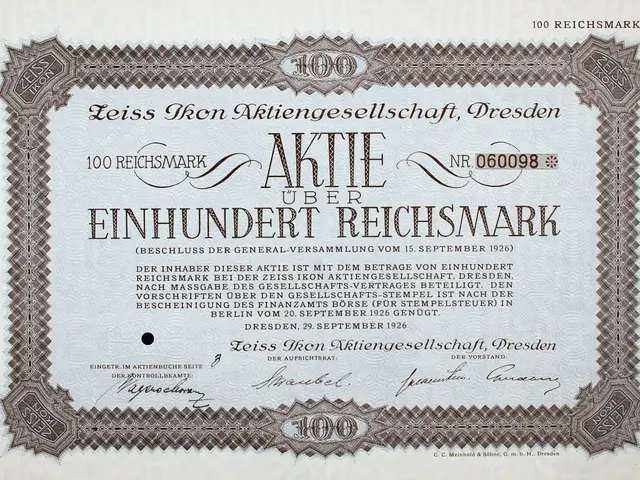 100 REICHSMARK
ZEISS IKON
100
ZEISS IKON
Zeiss Ikon Aktiengesellschaft, Dresden
100 REICHSMARK
AKTIE
NR. 060098 ※
ÜBER
EINHUNDERT REICHSMARK
(BESCHLUSS DER GENERAL-VERSAMMLUNG VOM 15. SEPTEMBER 1926)
DER INHABER DIESER AKTIE IST MIT DEM BETRAGE VON EINHUNDERT
REICHSMARK BEI DER ZEISS IKON AKTIENGESELLSCHAFT, DRESDEN,
NACH MASSGABE DES GESELLSCHAFTS-VERTRAGES BETEILIGT. DEN
VORSCHRIFTEN ÜBER DEN GESELLSCHAFTS-STEMPEL IST NACH DER
BESCHEINIGUNG DES FINANZAMTS BÖRSE (FÜR STEMPELSTEUER) IN
BERLIN VOM 20. SEPTEMBER 1926 GENÜGT.
DRESDEN, 29. SEPTEMBER 1926
Zeiss Ikon Aktiengesellschaft, Dresden
EINGETR. IM AKTIENBUCHE SEITE 8
DER AUFSICHTSRAT:
DER VORSTAND:
DER KONTROLLBEAMTE:
ZEISS IKON
100
ZEISS IKON
C. C. Meinhold & Söhne, G. m. b. H., Dresden